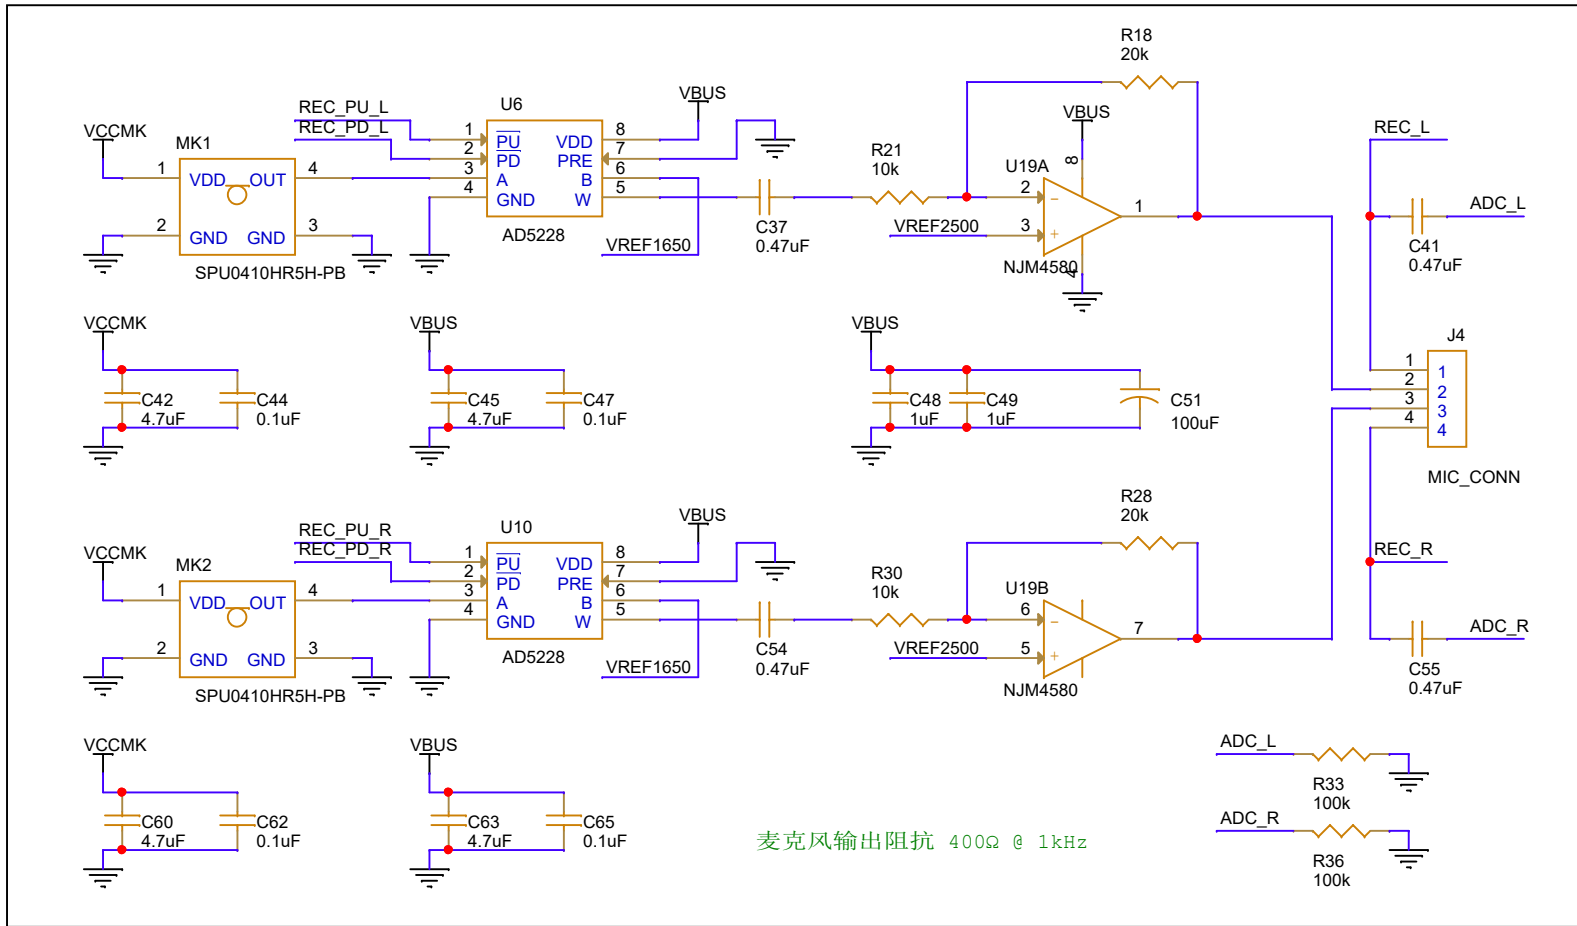 R18
20k
REC_PU_L
REC_PD_L
U6
VBUS
VBUS
VCCMK
MK1
1
VDD
OUT
4
2
GND
GND
3
SPU0410HR5H-PB
1
PU
VDD
8
2
PD
PRE
7
3
A
B
6
4
GND
W
5
AD5228
VREF1650
C37
0.47uF
R21
10k
VREF2500
U19A
8
2
3
1
4
NJM4580
REC_L
ADC_L
C41
0.47uF
VCCMK
C42
4.7uF
C44
0.1uF
VBUS
C45
4.7uF
C47
0.1uF
VBUS
C48
1uF
C49
1uF
C51
100uF
J4
1
1
2
2
3
3
4
4
MIC_CONN
R28
20k
REC_PU_R
REC_PD_R
U10
VBUS
VCCMK
MK2
1
VDD
OUT
4
2
GND
GND
3
SPU0410HR5H-PB
1
PU
VDD
8
2
PD
PRE
7
3
A
B
6
4
GND
W
5
AD5228
VREF1650
C54
0.47uF
R30
10k
VREF2500
U19B
6
5
7
NJM4580
REC_R
ADC_R
C55
0.47uF
VCCMK
C60
4.7uF
C62
0.1uF
VBUS
C63
4.7uF
C65
0.1uF
麦克风输出阻抗 400Ω @ 1kHz
ADC_L
R33
100k
ADC_R
R36
100k